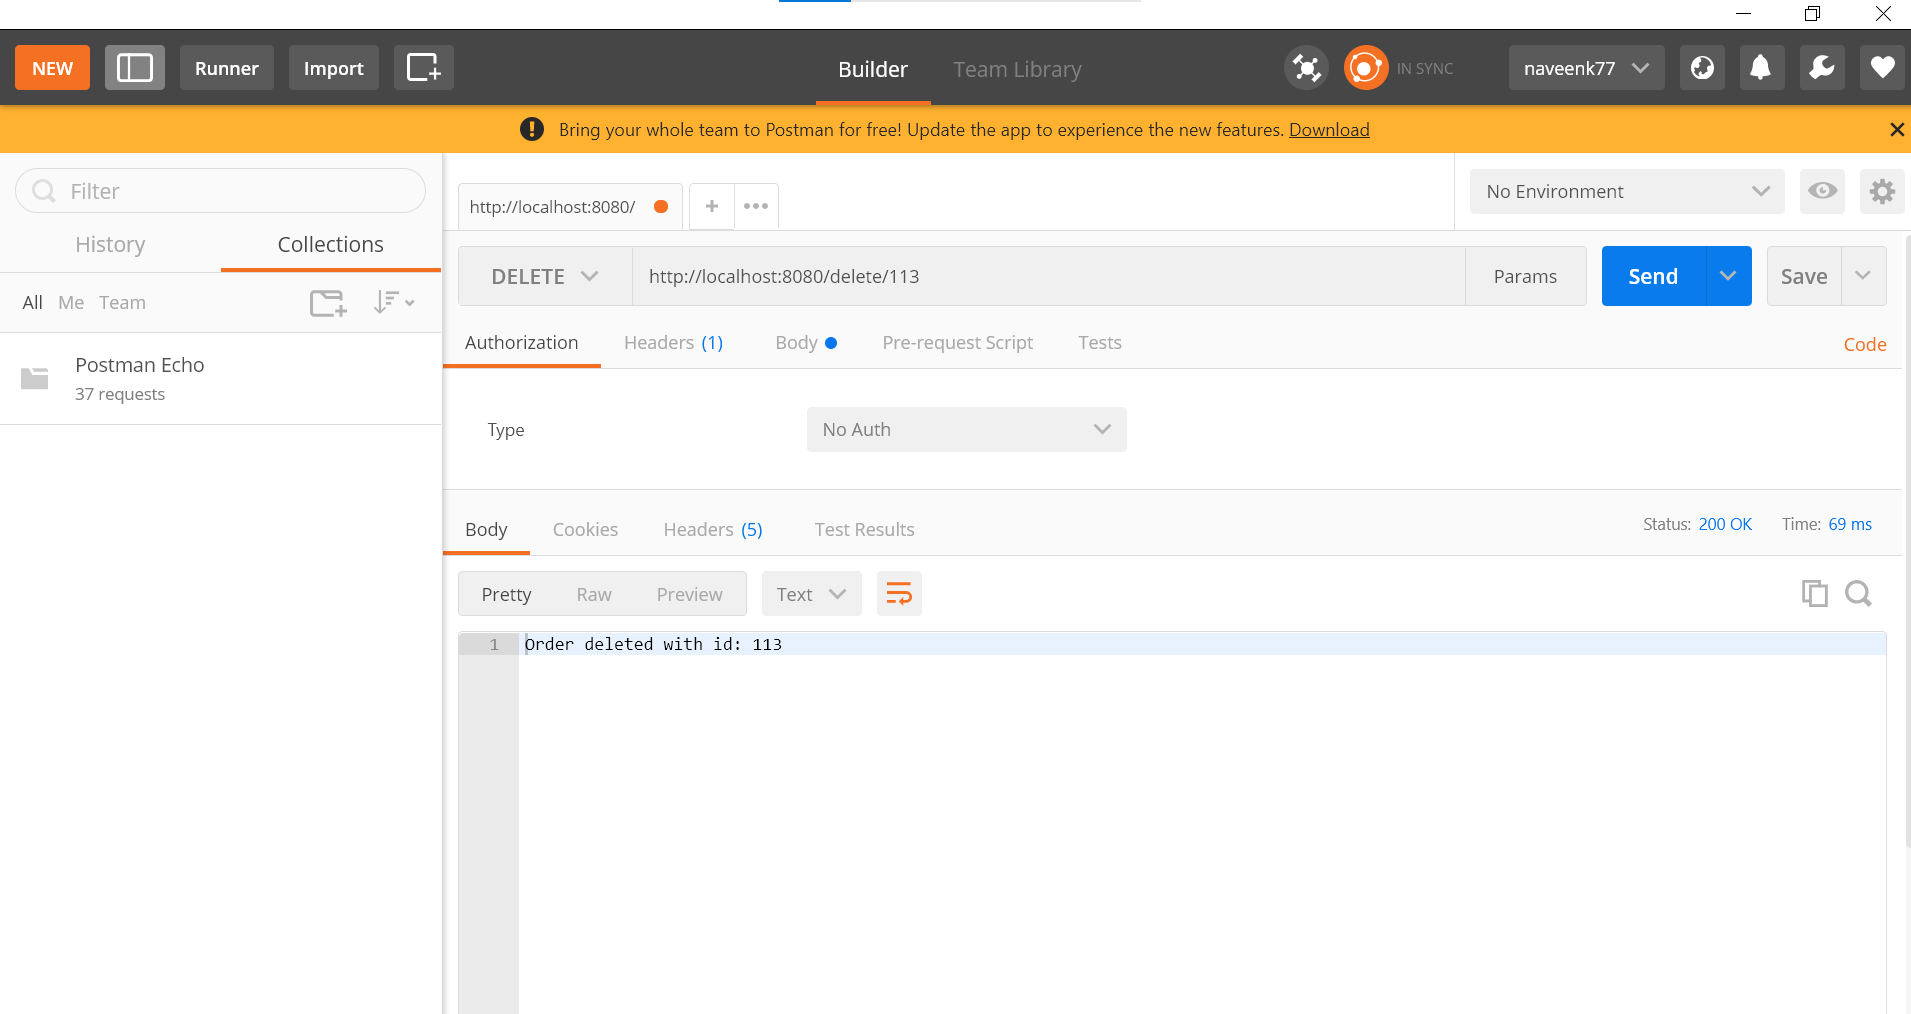 NEW Runner Import Builder Team Library IN SYNC naveenk77
Bring your whole team to Postman for free! Update the app to experience the new features. Download
Filter
History Collections
All Me Team
Postman Echo
37 requests
http://localhost:8080/ No Environment
DELETE http://localhost:8080/delete/113 Params Send Save
Authorization Headers (1) Body Pre-request Script Tests Code
Type No Auth
Body Cookies Headers (5) Test Results Status: 200 OK Time: 69 ms
Pretty Raw Preview Text
1 Order deleted with id: 113